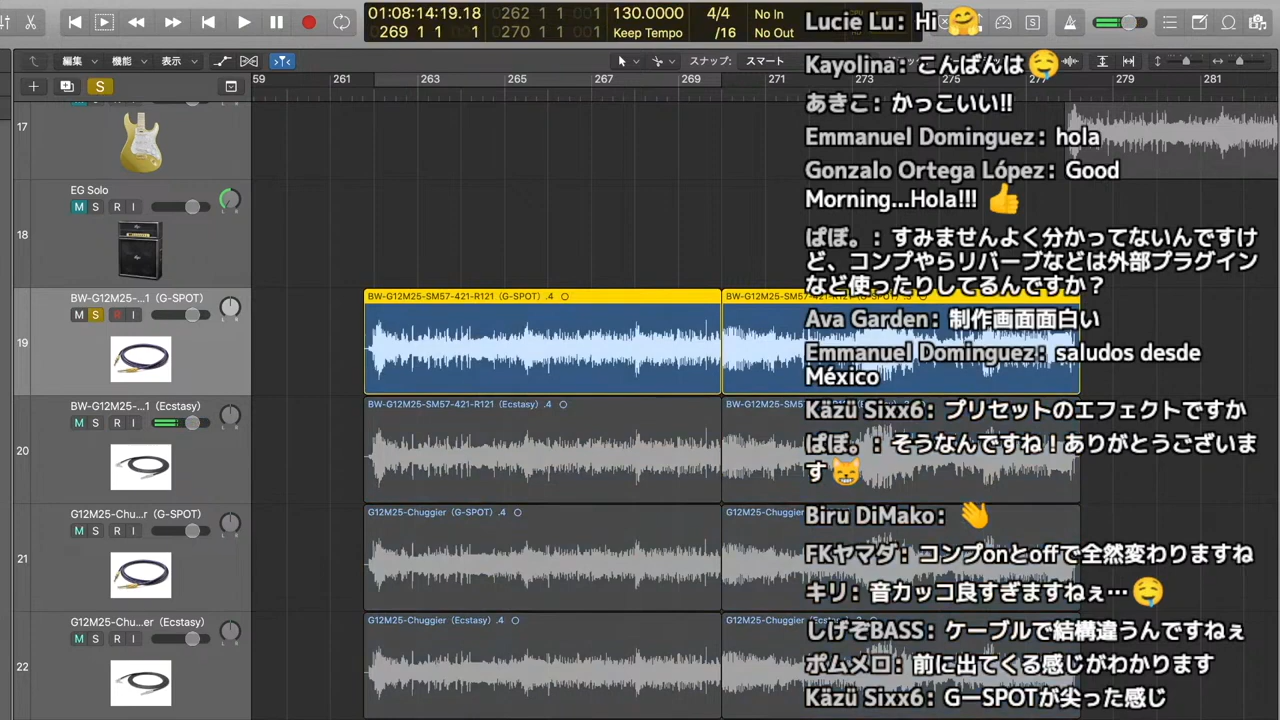 01:08:14:19.18
0262 1 1 001
130.0000
4/4
No In
269 1 1 1
0270 1 1 001
Keep Tempo
/16
No Out
編集
機能
表示
スナップ:
スマート
S
59
261
263
265
267
269
271
273
275
277
279
281
17
EG Solo
M S R I
18
BW-G12M25-...1（G-SPOT）
M S R I
19
BW-G12M25-...1（Ecstasy）
M S R I
20
G12M25-Chu...r（G-SPOT）
M S R I
21
G12M25-Chu...er（Ecstasy）
M S R I
22
BW-G12M25-SM57-421-R121（G-SPOT）.4
BW-G12M25-SM57-421-R121（G-SPOT）.5
BW-G12M25-SM57-421-R121（Ecstasy）.4
G12M25-Chuggier（G-SPOT）.4
G12M25-Chuggier（Ecstasy）.4
Lucie Lu: Hi 🤗
Kayolina: こんばんは🤤
あきこ: かっこいい‼
Emmanuel Dominguez: hola
Gonzalo Ortega López: Good
Morning...Hola!!! 👍
ぱぽ。: すみませんよく分かってないんですけ
ど、コンプやらリバーブなどは外部プラグイン
など使ったりしてるんですか？
Ava Garden: 制作画面面白い
Emmanuel Dominguez: saludos desde
México
Käzü Sixx6: プリセットのエフェクトですか
ぱぽ。: そうなんですね！ありがとうございま
す😸
Biru DiMako: 👋
FKヤマダ: コンプonとoffで全然変わりますね
キリ: 音カッコ良すぎますねぇ…🤤
しげぞBASS: ケーブルで結構違うんですねぇ
ポムメロ: 前に出てくる感じがわかります
Käzü Sixx6: GーSPOTが尖った感じ